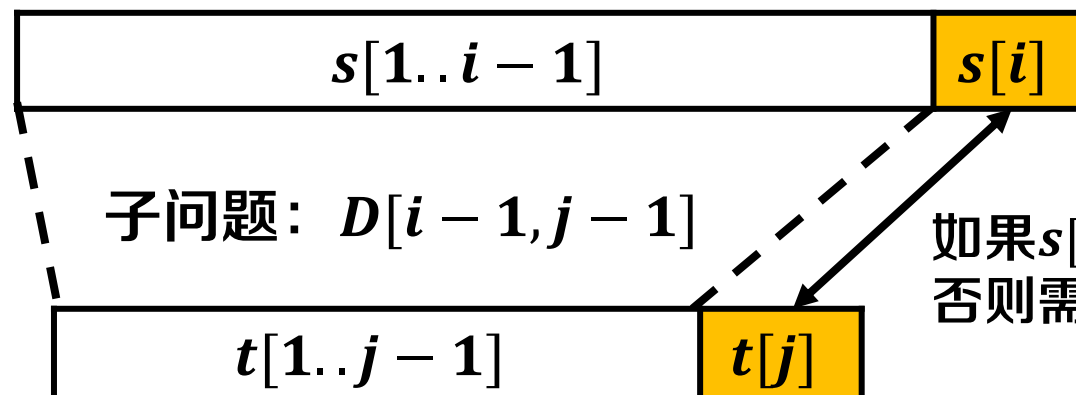 s[1..i − 1]
s[i]
子问题：D[i − 1, j − 1]
如果s[
否则需
t[1..j − 1]
t[j]